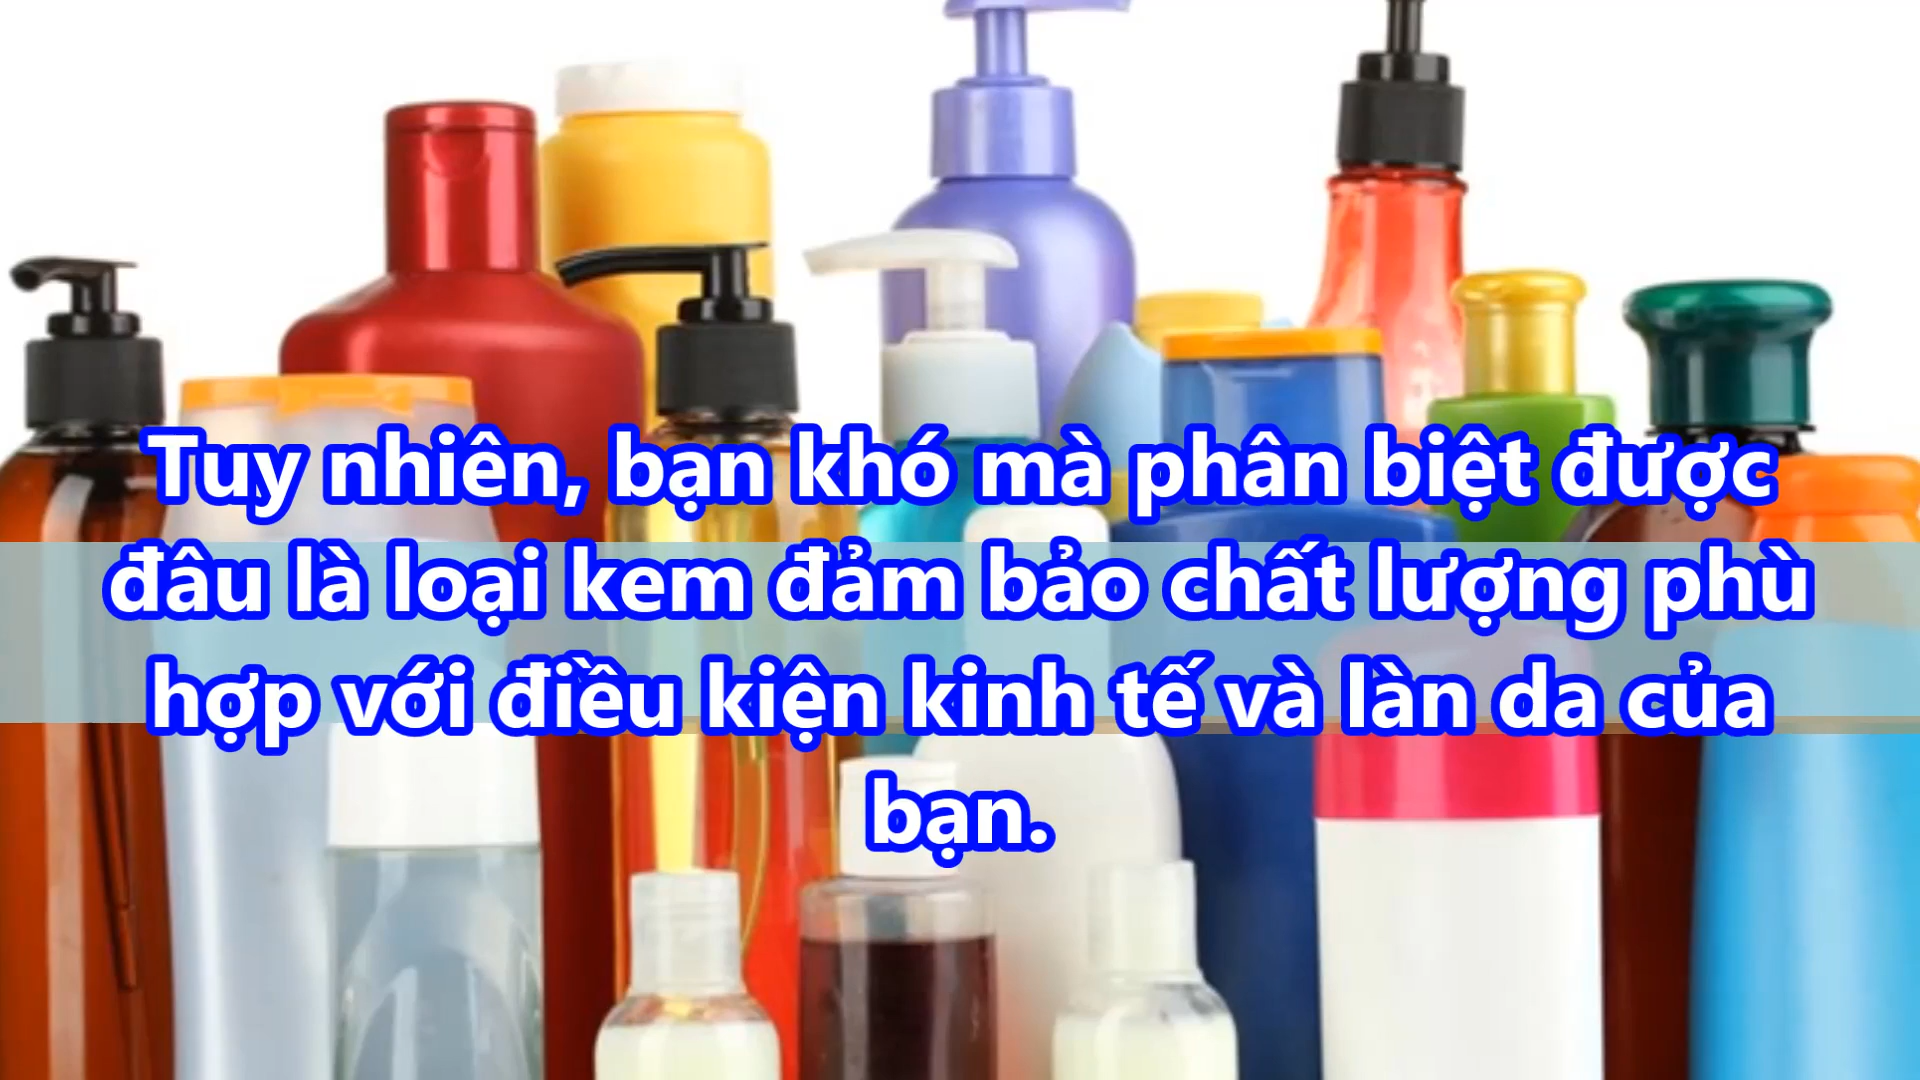 Tuy nhiên, bạn khó mà phân biệt được
đâu là loại kem đảm bảo chất lượng phù
hợp với điều kiện kinh tế và làn da của
bạn.